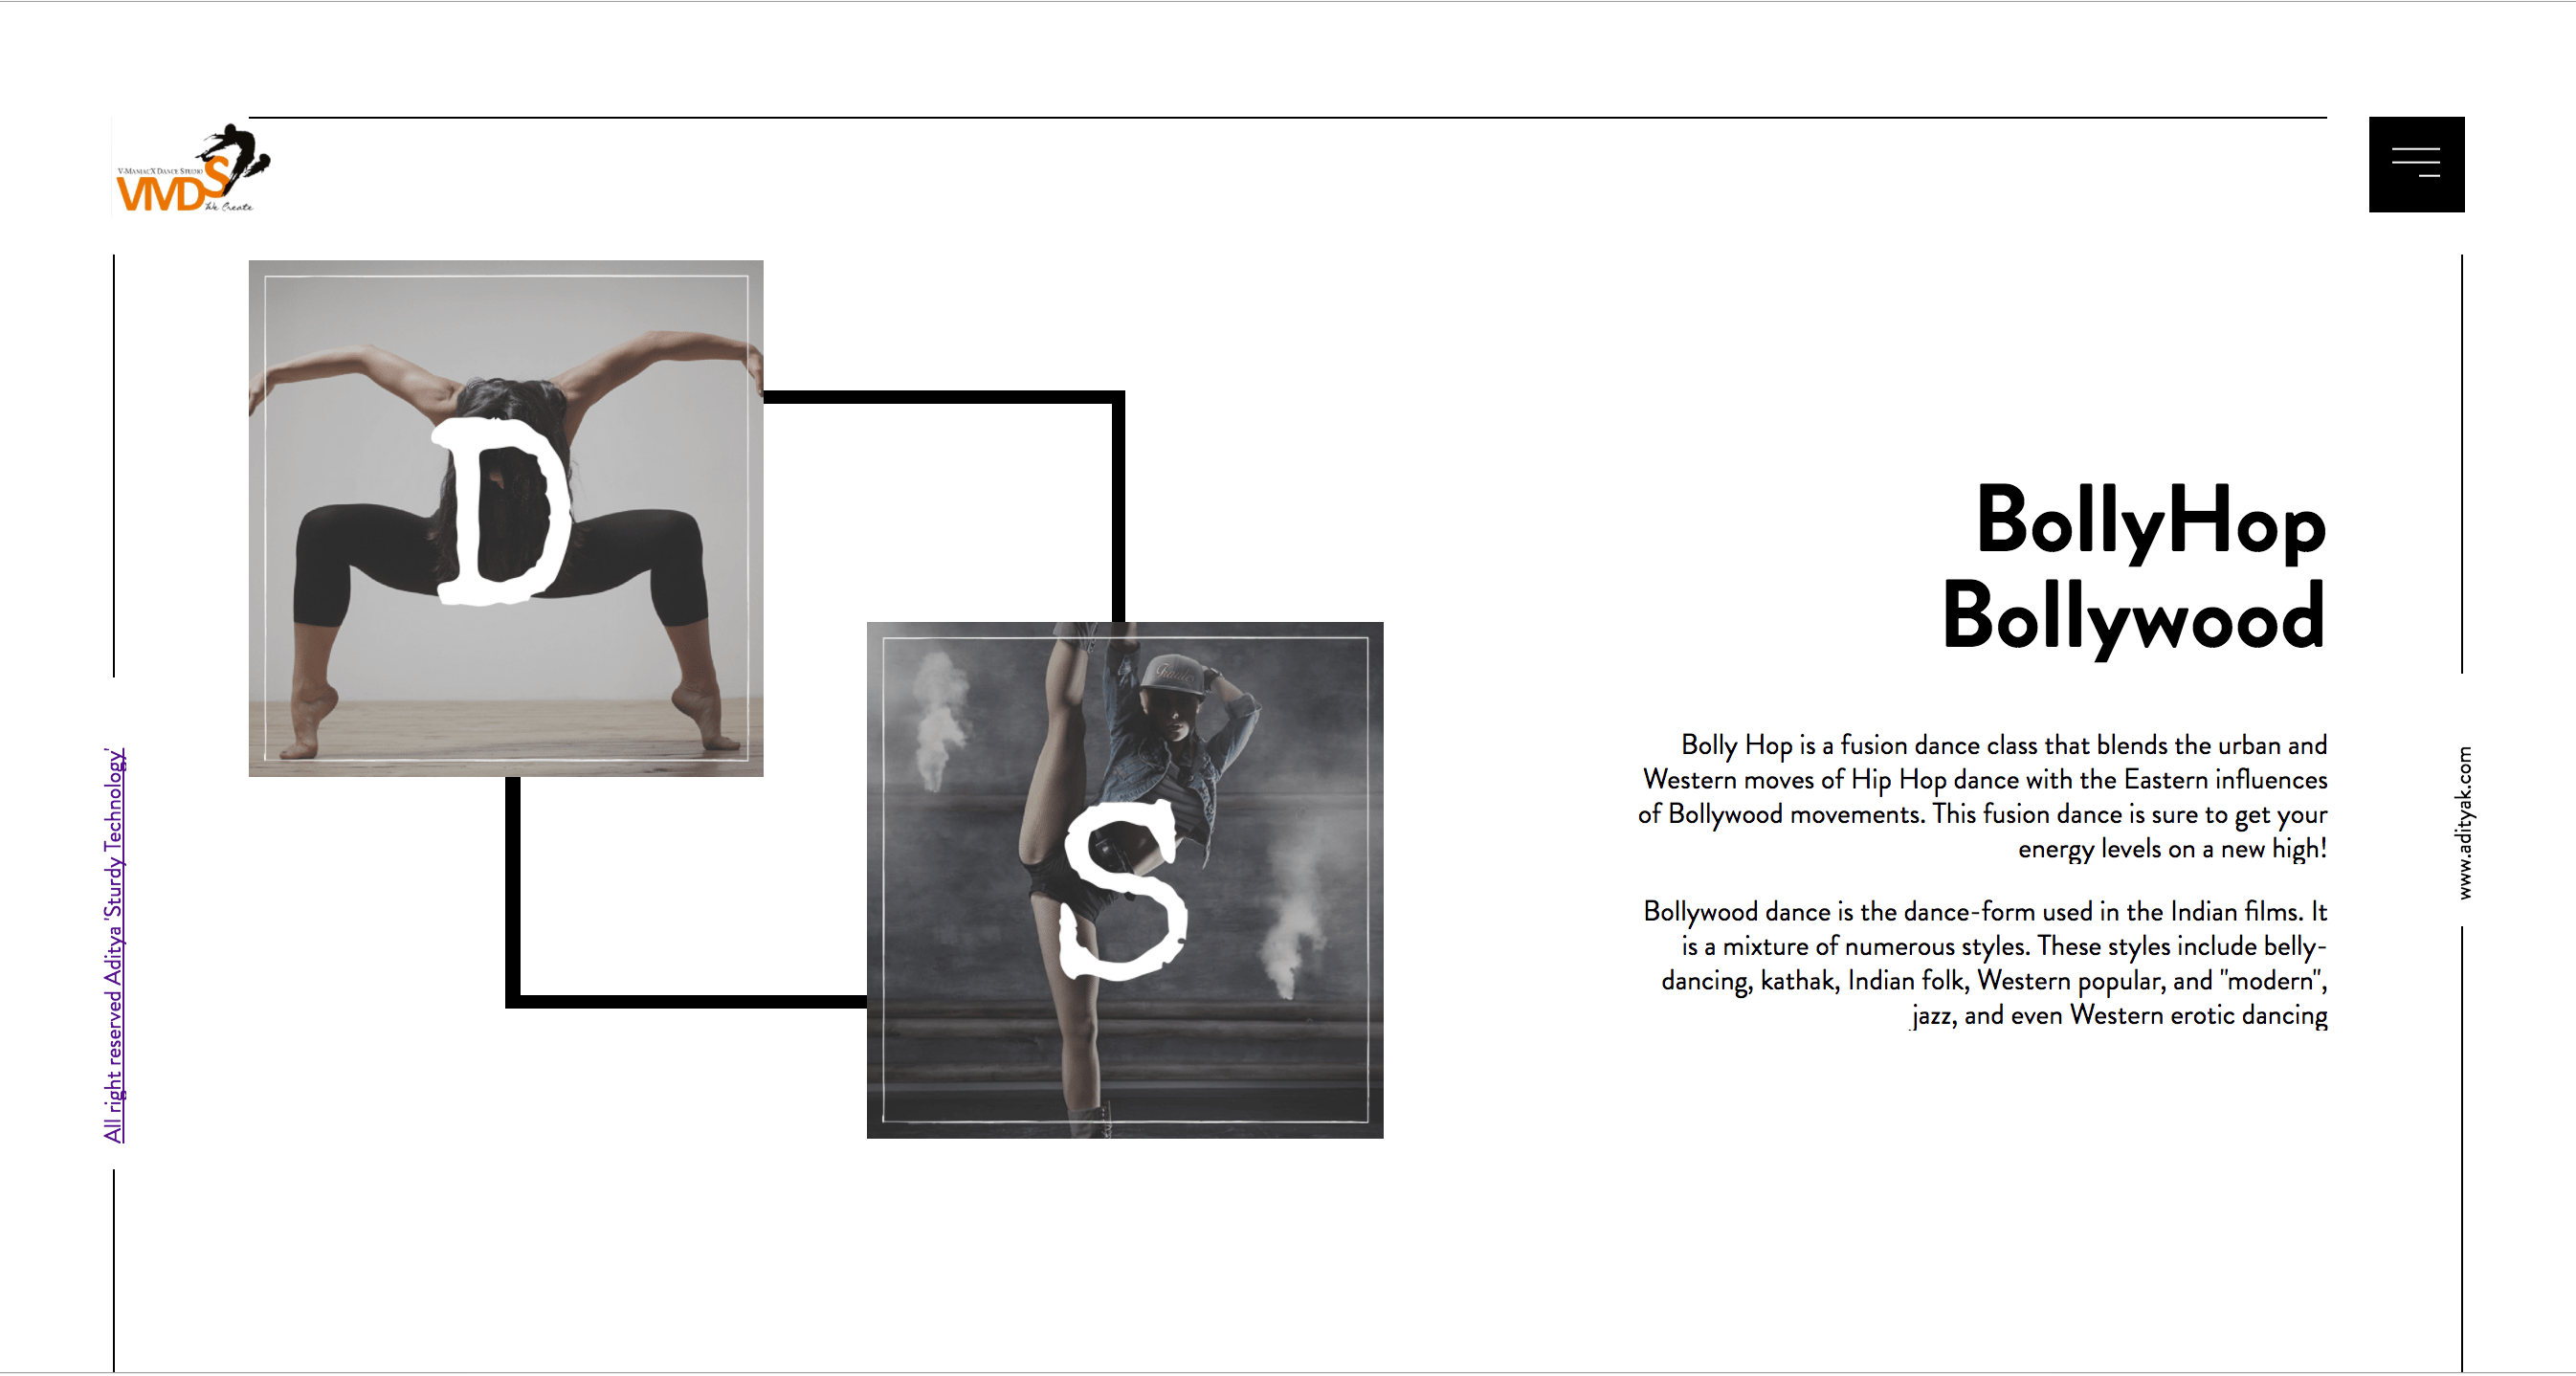 V-MANIACX DANCE STUDIO
VMDS
We Create
D
S
BollyHop
Bollywood
Bolly Hop is a fusion dance class that blends the urban and
Western moves of Hip Hop dance with the Eastern influences
of Bollywood movements. This fusion dance is sure to get your
energy levels on a new high!
Bollywood dance is the dance-form used in the Indian films. It
is a mixture of numerous styles. These styles include belly-
dancing, kathak, Indian folk, Western popular, and "modern",
jazz, and even Western erotic dancing
All right reserved Aditya 'Sturdy Technology'
www.adityak.com